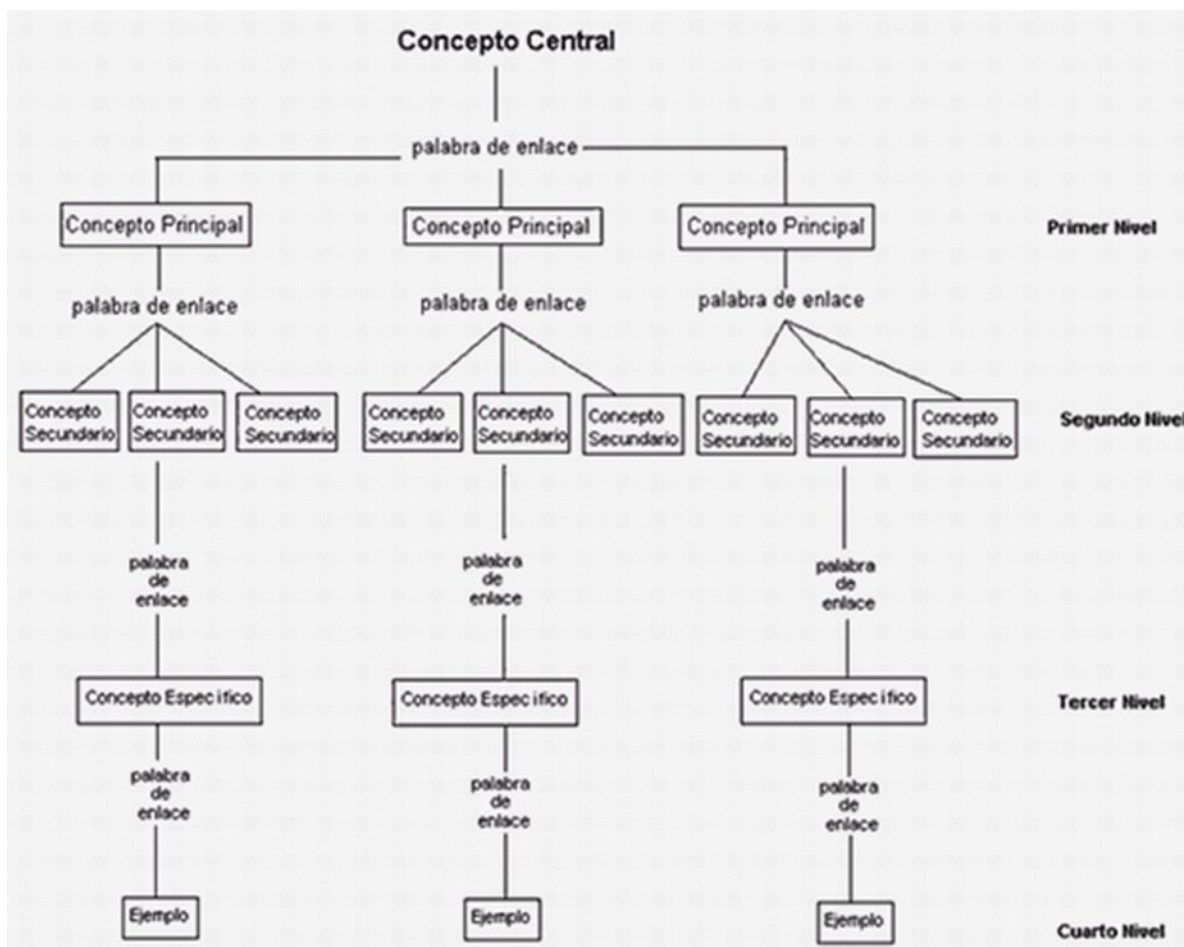 Concepto Central
palabra de enlace
Concepto Principal
Concepto Principal
Concepto Principal
Primer Nivel
palabra de enlace
palabra de enlace
palabra de enlace
Concepto
Secundario
Concepto
Secundario
Concepto
Secundario
Concepto
Secundario
Concepto
Secundario
Concepto
Secundario
Concepto
Secundario
Concepto
Secundario
Concepto
Secundario
Segundo Nivel
palabra
de
enlace
palabra
de
enlace
palabra
de
enlace
Concepto Específico
Concepto Específico
Concepto Específico
Tercer Nivel
palabra
de
enlace
palabra
de
enlace
palabra
de
enlace
Ejemplo
Ejemplo
Ejemplo
Cuarto Nivel